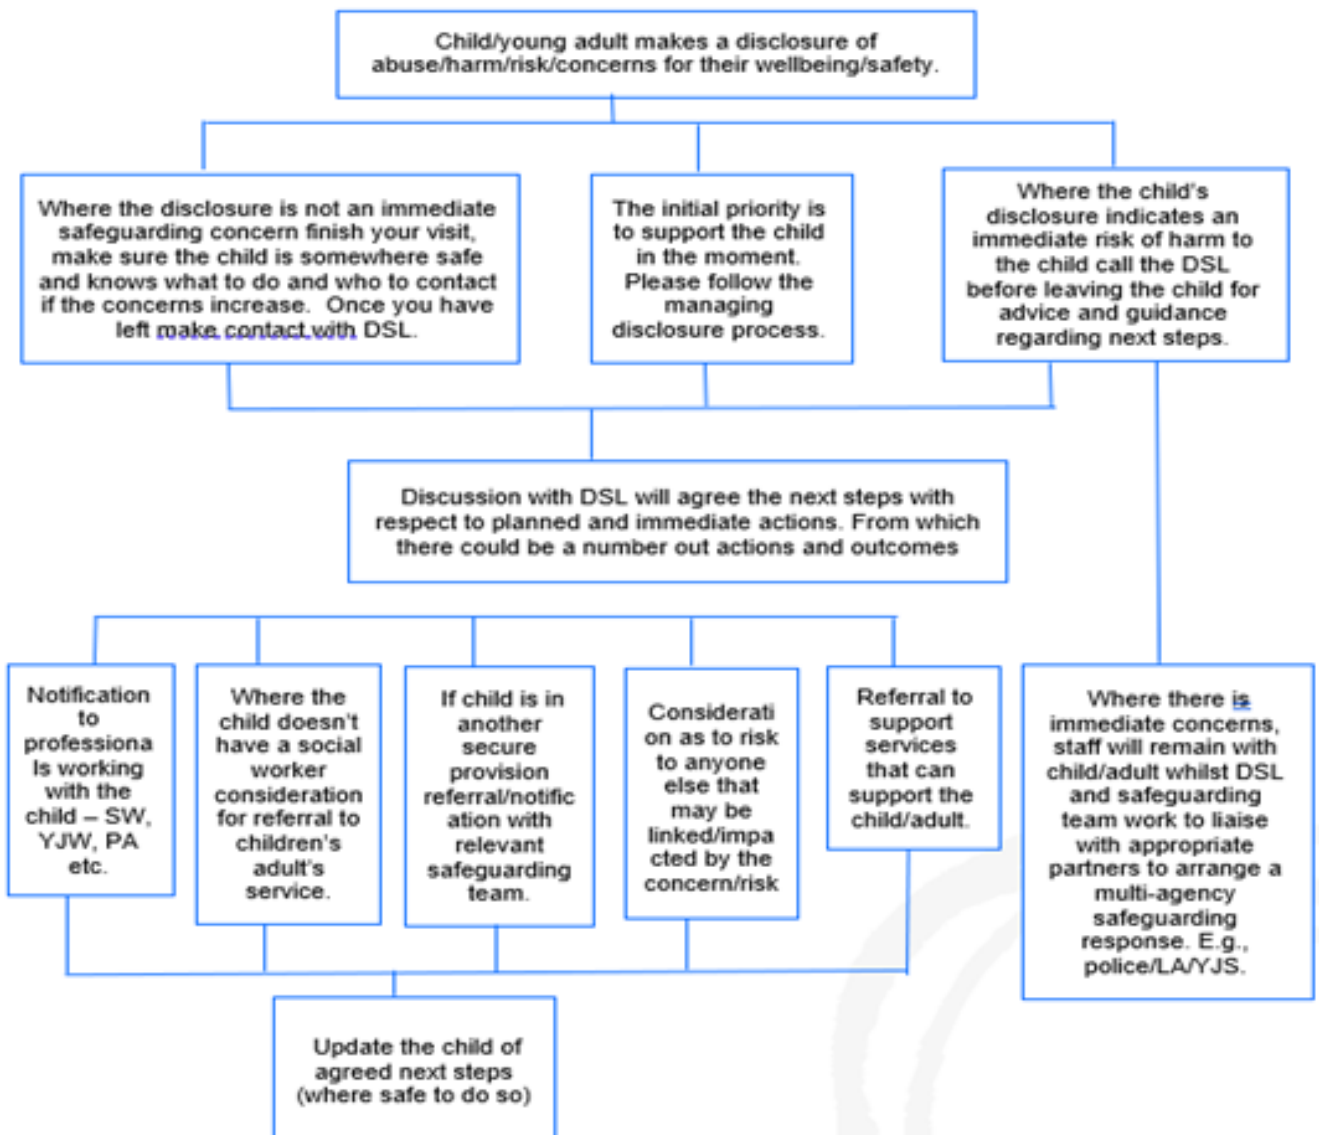 Child/young adult makes a disclosure of
abuse/harm/risk/concerns for their wellbeing/safety.
Where the disclosure is not an immediate
safeguarding concern finish your visit,
make sure the child is somewhere safe
and knows what to do and who to contact
if the concerns increase.  Once you have
left make contact with DSL.
The initial priority is
to support the child
in the moment.
Please follow the
managing
disclosure process.
Where the child's
disclosure indicates an
immediate risk of harm to
the child call the DSL
before leaving the child for
advice and guidance
regarding next steps.
Discussion with DSL will agree the next steps with
respect to planned and immediate actions. From which
there could be a number out actions and outcomes
Notification
to
professiona
ls working
with the
child – SW,
YJW, PA
etc.
Where the
child doesn't
have a social
worker
consideration
for referral to
children's
adult's
service.
If child is in
another
secure
provision
referral/notific
ation with
relevant
safeguarding
team.
Considerati
on as to risk
to anyone
else that
may be
linked/impa
cted by the
concern/risk
Referral to
support
services
that can
support the
child/adult.
Where there is
immediate concerns,
staff will remain with
child/adult whilst DSL
and safeguarding
team work to liaise
with appropriate
partners to arrange a
multi-agency
safeguarding
response. E.g.,
police/LA/YJS.
Update the child of
agreed next steps
(where safe to do so)